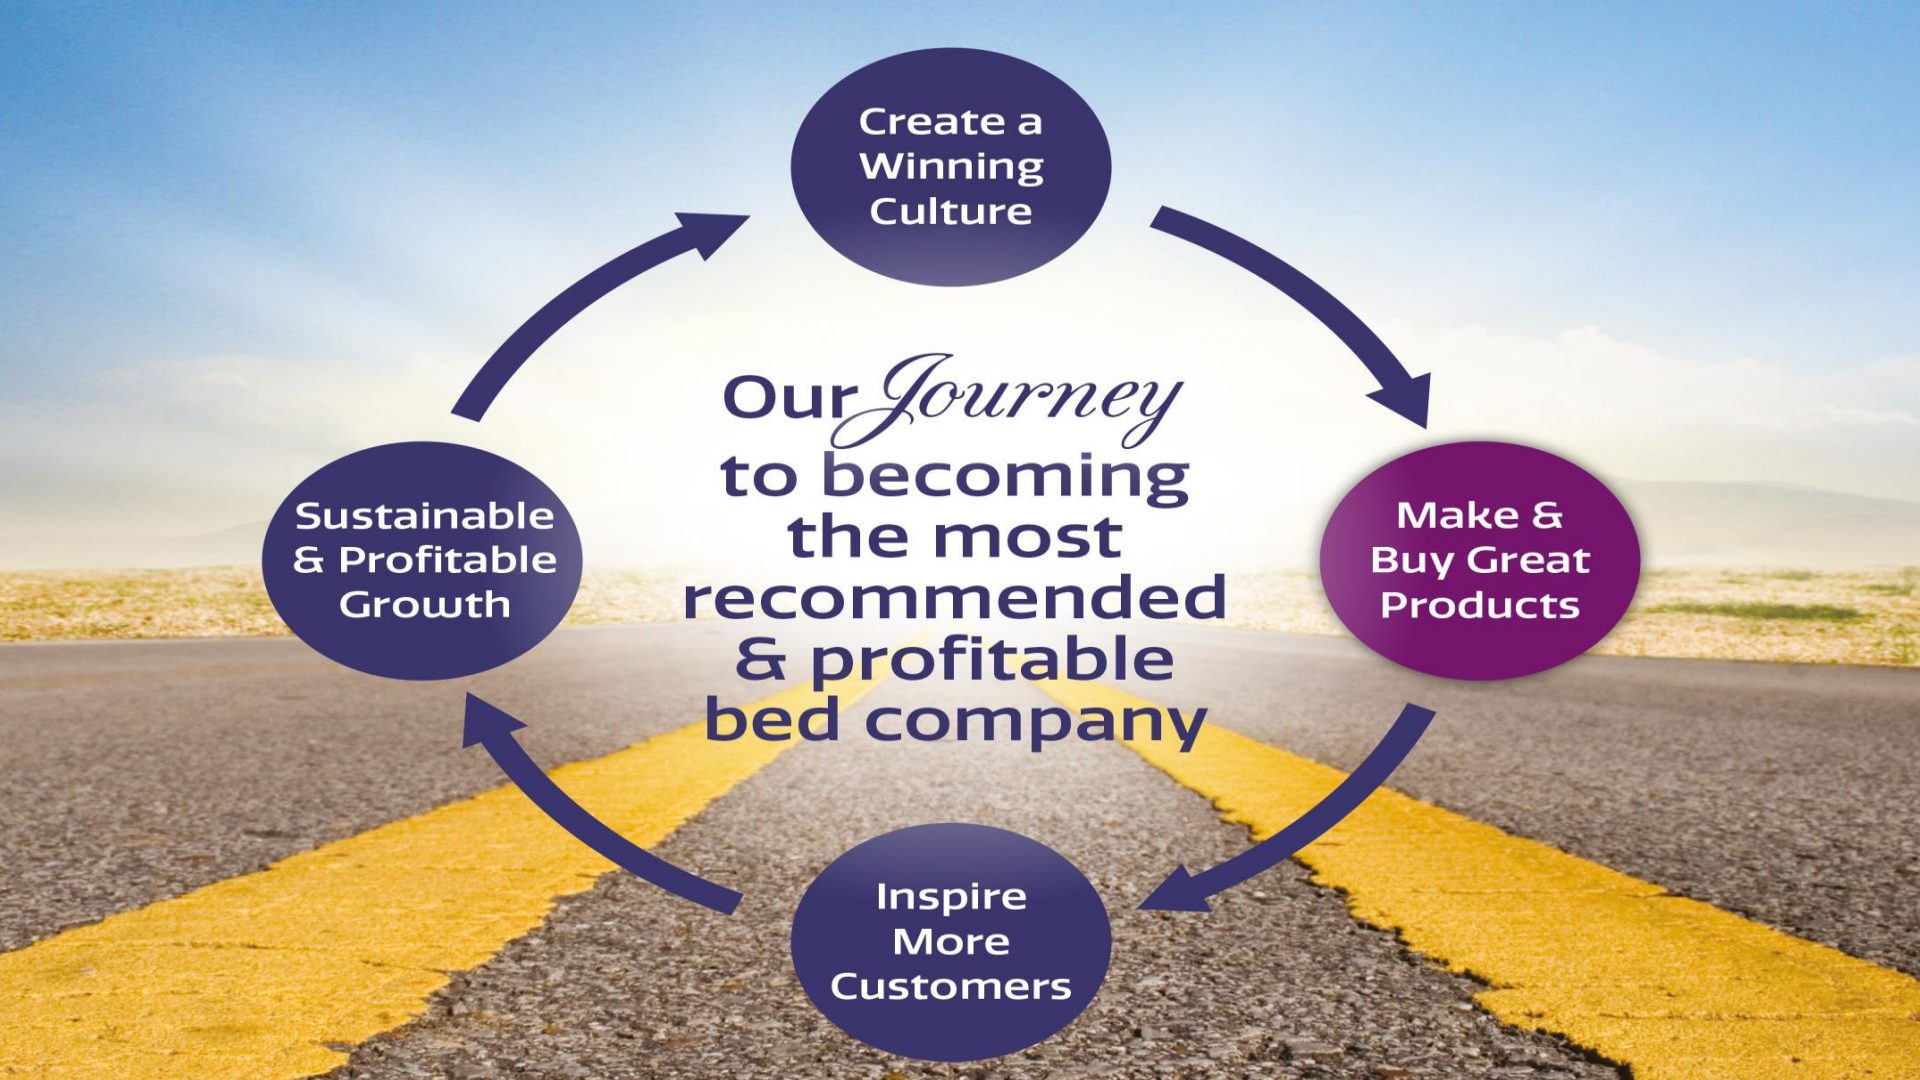 Create a
Winning
Culture
Our Journey
to becoming
the most
recommended
& profitable
bed company
Sustainable
& Profitable
Growth
Make &
Buy Great
Products
Inspire
More
Customers